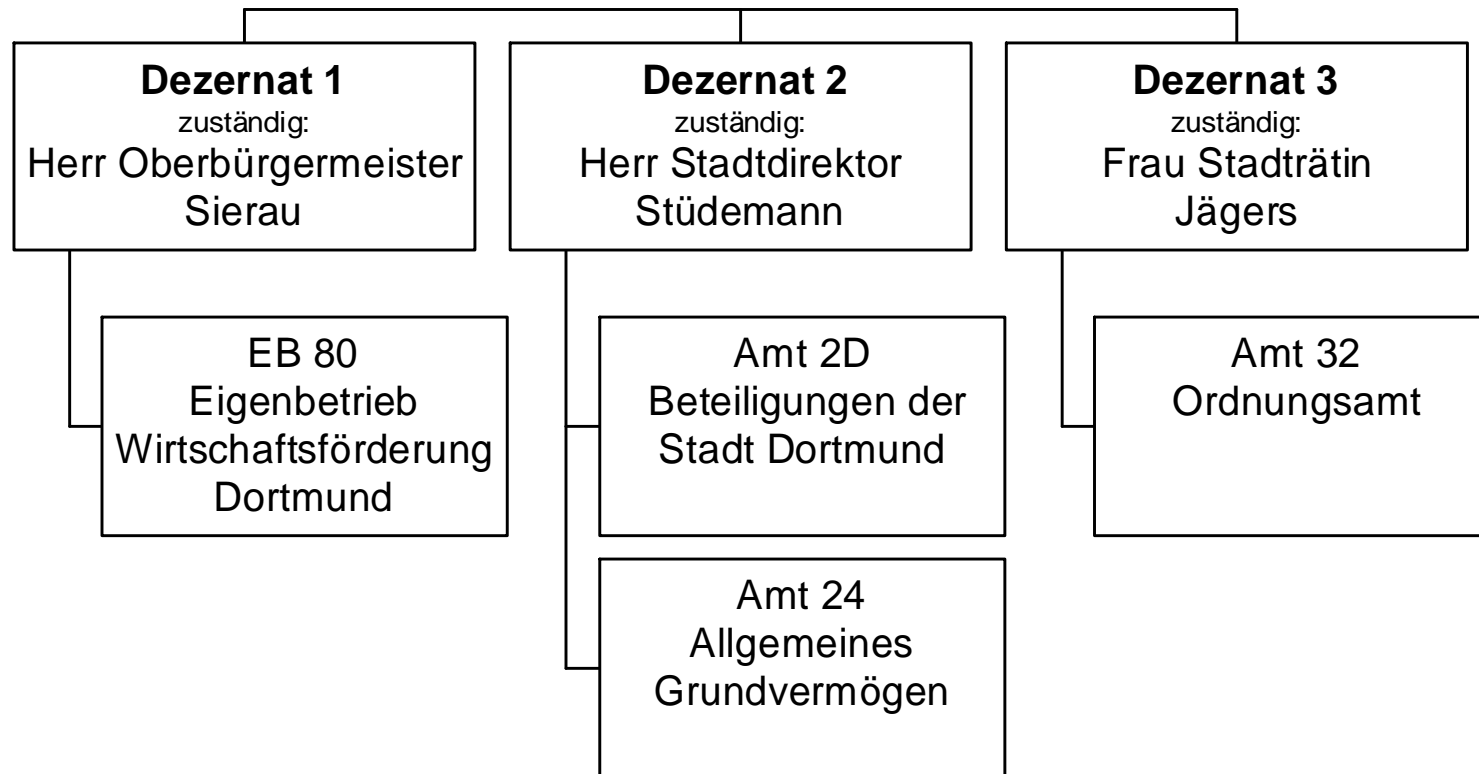 Dezernat 1
zuständig:
Herr Oberbürgermeister
Sierau
Dezernat 2
zuständig:
Herr Stadtdirektor
Stüdemann
Dezernat 3
zuständig:
Frau Stadträtin
Jägers
EB 80
Eigenbetrieb
Wirtschaftsförderung
Dortmund
Amt 2D
Beteiligungen der
Stadt Dortmund
Amt 32
Ordnungsamt
Amt 24
Allgemeines
Grundvermögen